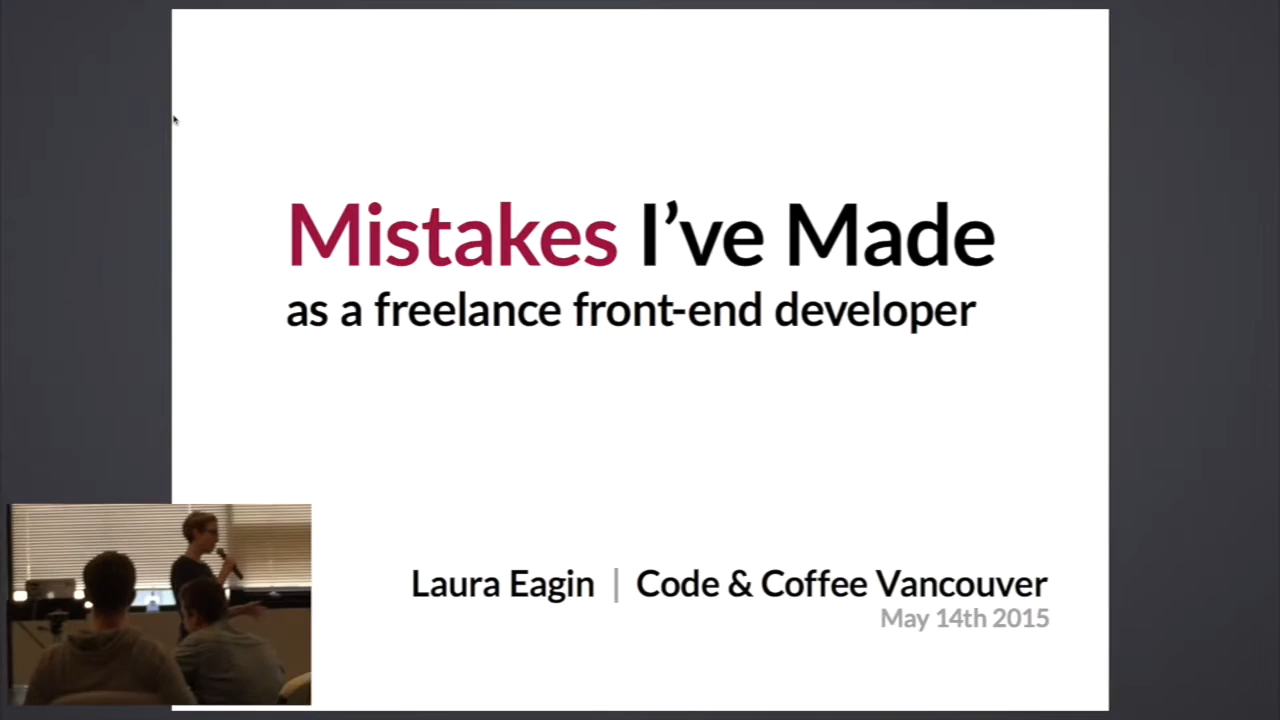 Mistakes I’ve Made
as a freelance front-end developer
Laura Eagin | Code & Coffee Vancouver
May 14th 2015